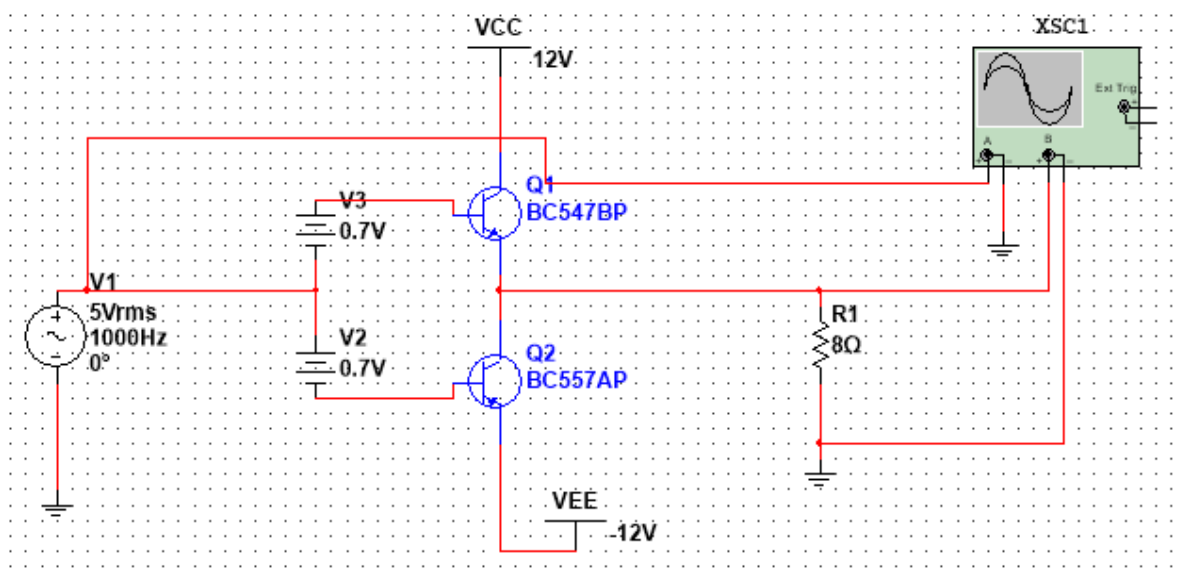 VCC
12V
XSC1
Ext Trig
+
-
A
B
+
-
+
-
Q1
BC547BP
V3
0.7V
V1
5Vrms
1000Hz
0°
V2
0.7V
Q2
BC557AP
R1
8Ω
VEE
-12V